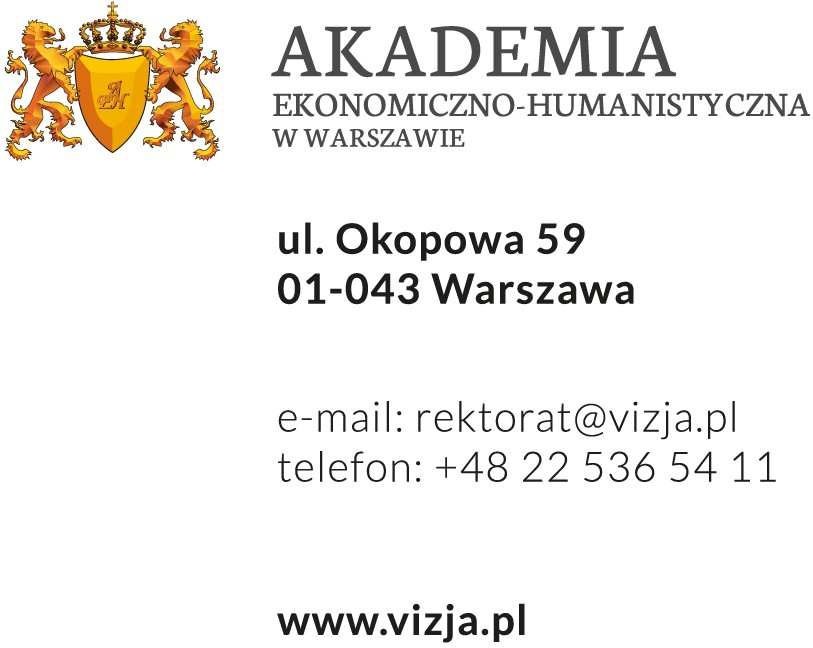 AKADEMIA
EKONOMICZNO-HUMANISTYCZNA
W WARSZAWIE
AEH
ul. Okopowa 59
01-043 Warszawa
e-mail: rektorat@vizja.pl
telefon: +48 22 536 54 11
www.vizja.pl